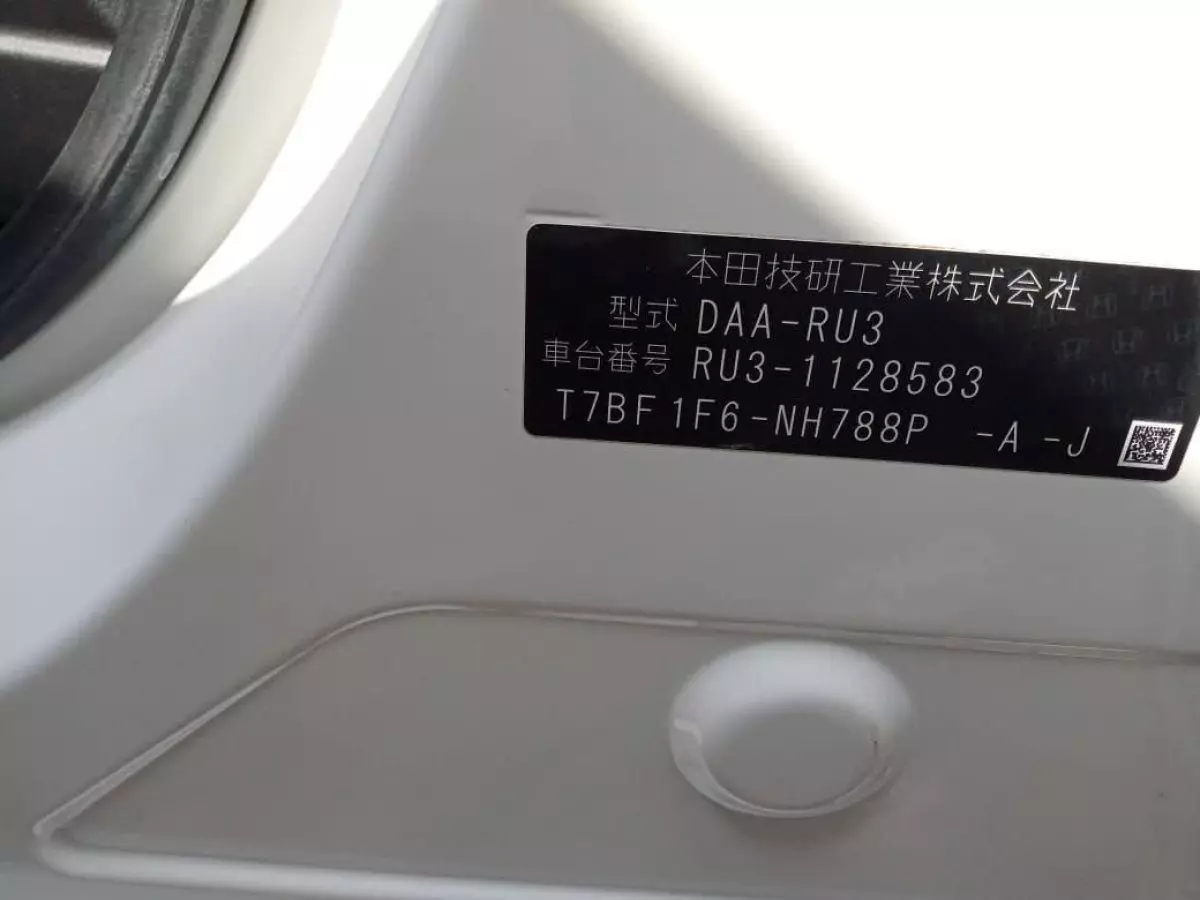 本田技研工業株式会社
型式 DAA-RU3
車台番号 RU3-1128583
T7BF1F6-NH788P -A -J